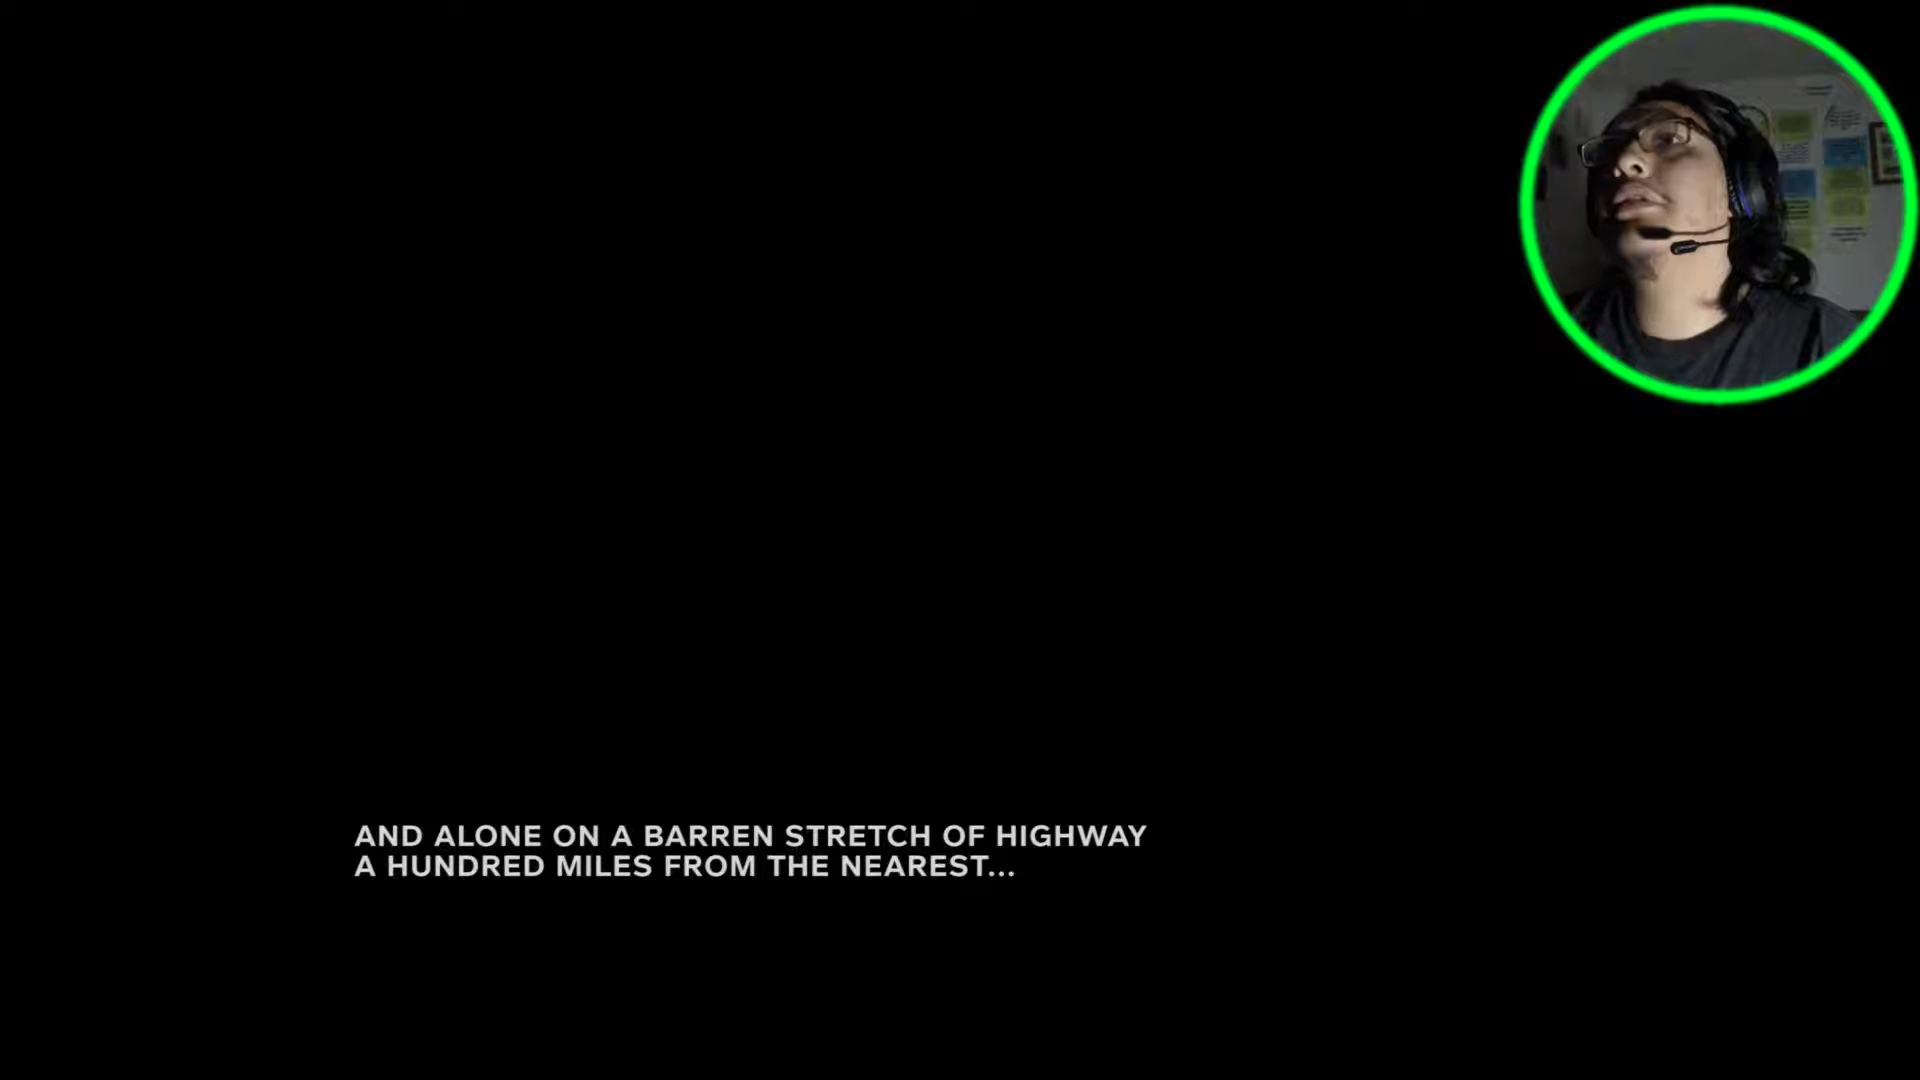 AND ALONE ON A BARREN STRETCH OF HIGHWAY
A HUNDRED MILES FROM THE NEAREST...